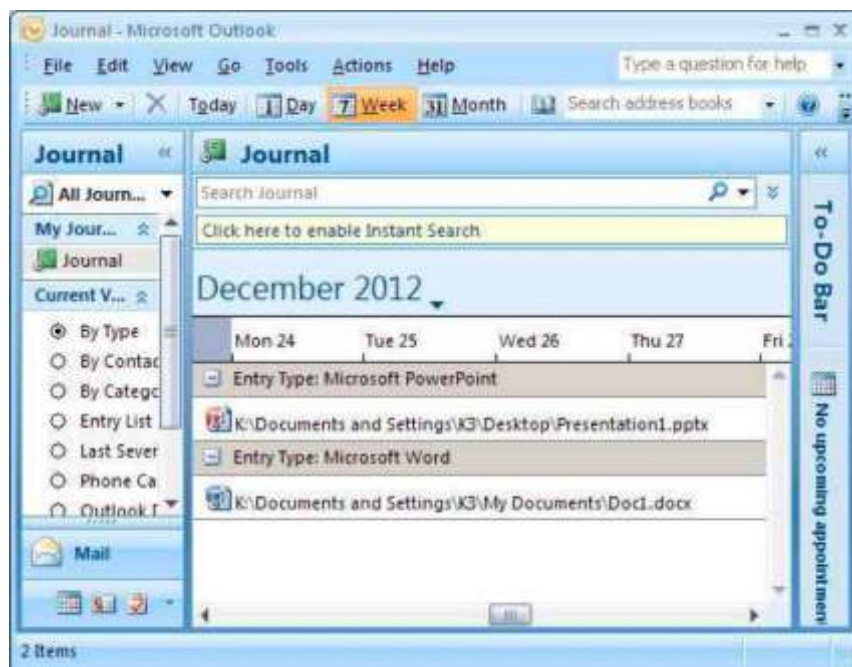 Journal - Microsoft Outlook
File Edit View Go Tools Actions Help Type a question for help
New Today 1 Day 7 Week 31 Month Search address books
Journal « Journal «
All Journ... Search Journal
My Jour... Click here to enable Instant Search
Journal
Current V... December 2012
By Type Mon 24 Tue 25 Wed 26 Thu 27 Fri
By Contac Entry Type: Microsoft PowerPoint
By Catego
Entry List K:\Documents and Settings\K3\Desktop\Presentation1.pptx
Last Sever Entry Type: Microsoft Word
Phone Ca K:\Documents and Settings\K3\My Documents\Doc1.docx
Outlook
Mail
2 Items
To-Do Bar
No upcoming appointmen